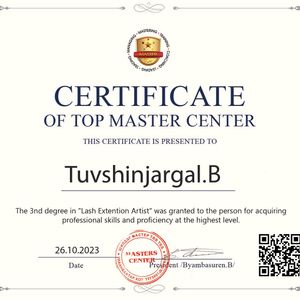 MASTER
CERTIFICATE
OF TOP MASTER CENTER
THIS CERTIFICATE IS PRESENTED TO
Tuvshinjargal.B
The 3nd degree in "Lash Extention Artist" was granted to the person for acquiring
professional skills and proficiency at the highest level.
26.10.2023
Date
MASTERS
CENTER
President /Byambasuren.B/